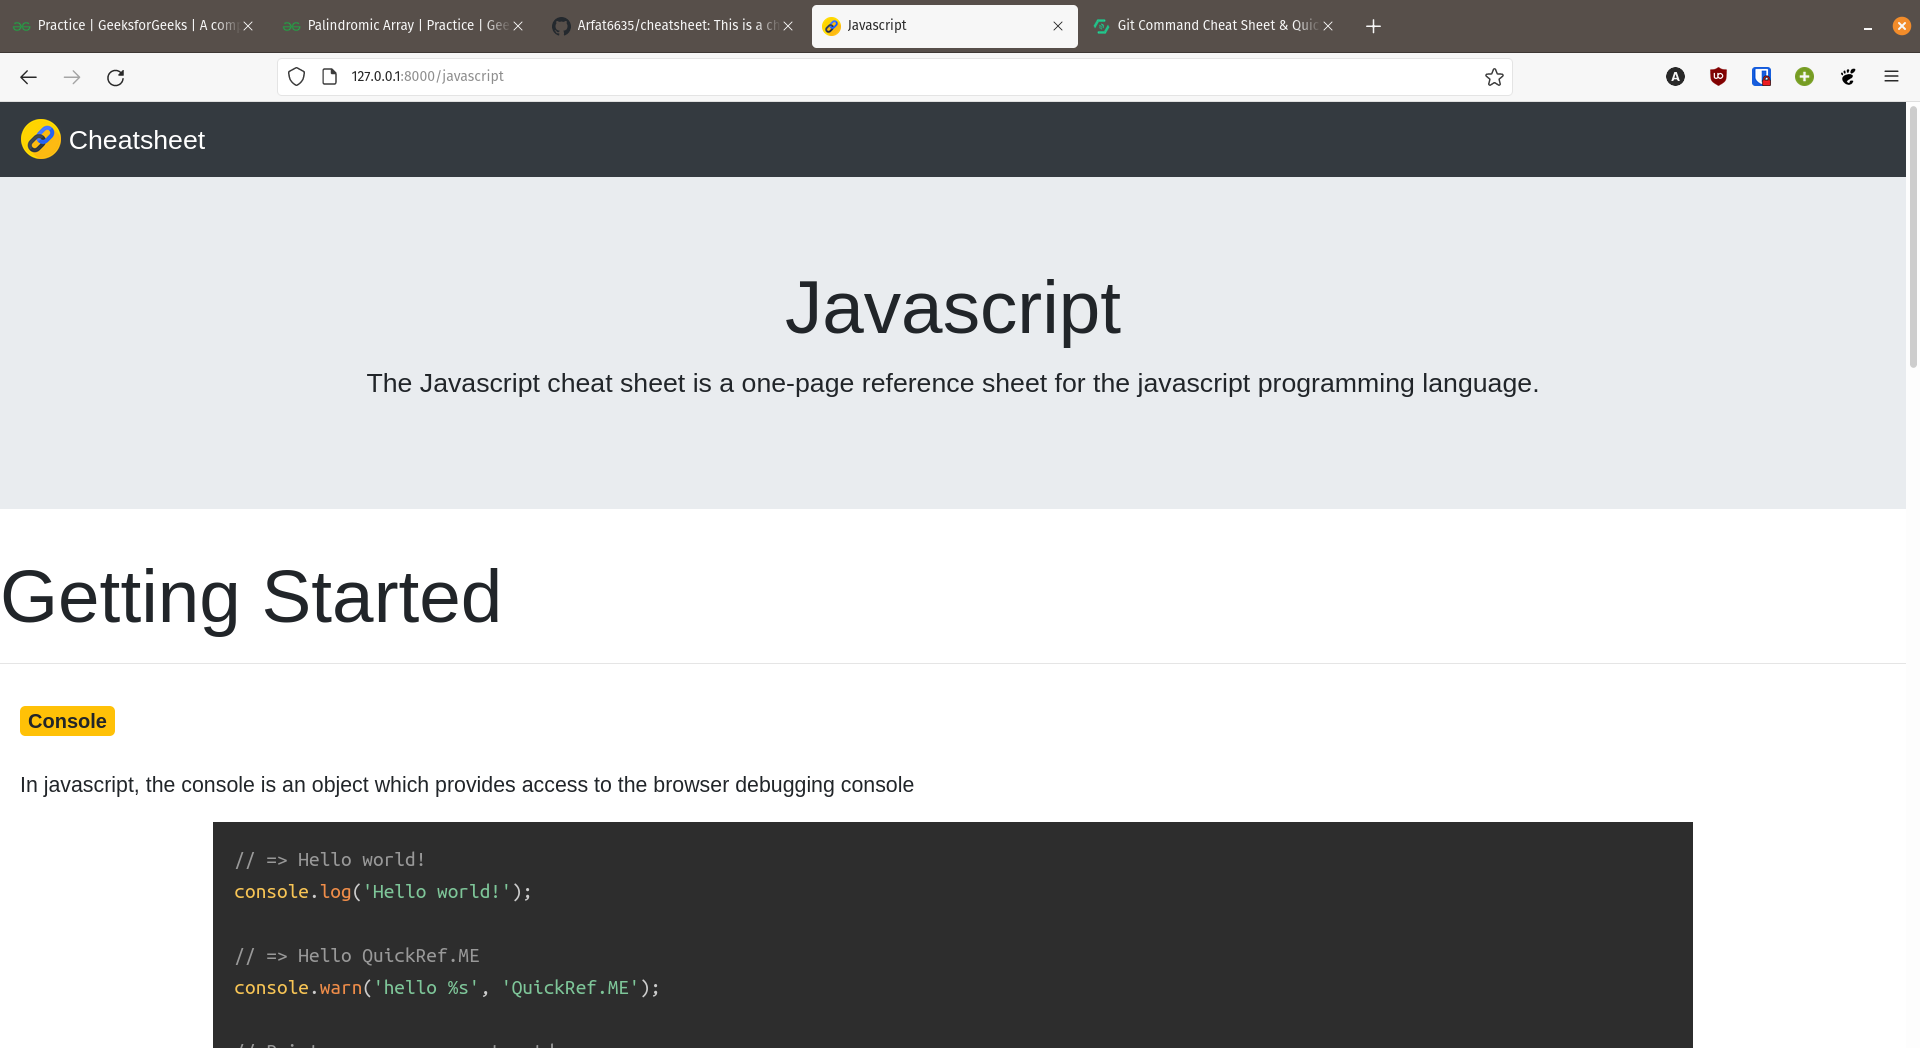 Practice | GeeksforGeeks | A com
Palindromic Array | Practice | Gee
Arfat6635/cheatsheet: This is a ch
Javascript
Git Command Cheat Sheet & Quic
127.0.0.1:8000/javascript
Cheatsheet
Javascript
The Javascript cheat sheet is a one-page reference sheet for the javascript programming language.
Getting Started
Console
In javascript, the console is an object which provides access to the browser debugging console
// => Hello world!
console.log('Hello world!');
// => Hello QuickRef.ME
console.warn('hello %s', 'QuickRef.ME');